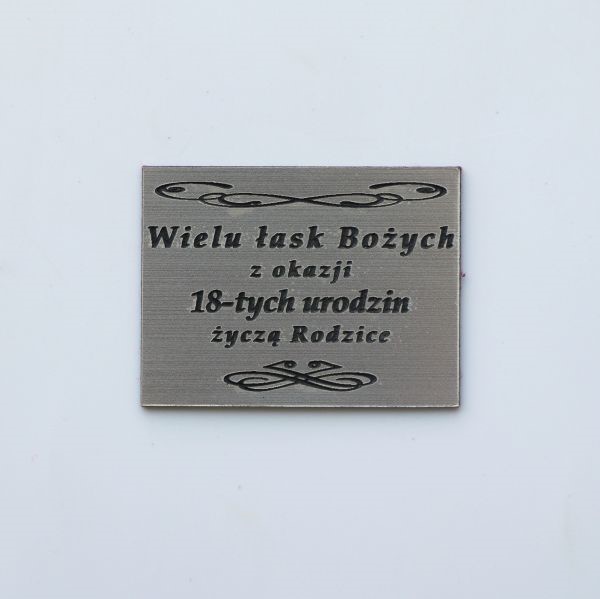 Wielu łask Bożych
z okazji
18-tych urodzin
życzą Rodzice